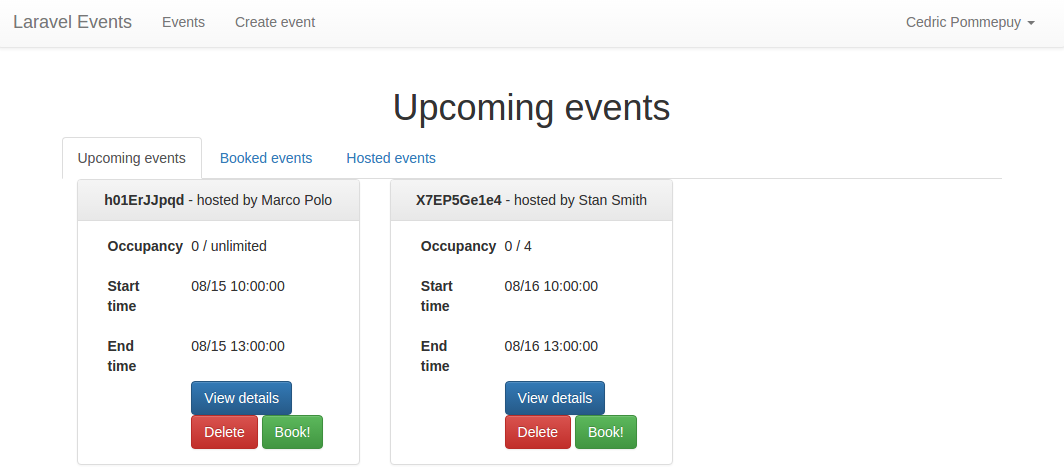 Laravel Events Events Create event Cedric Pommepuy
Upcoming events
Upcoming events Booked events Hosted events
h01ErJJpqd - hosted by Marco Polo
Occupancy 0 / unlimited
Start time 08/15 10:00:00
End time 08/15 13:00:00
View details
Delete Book!
X7EP5Ge1e4 - hosted by Stan Smith
Occupancy 0 / 4
Start time 08/16 10:00:00
End time 08/16 13:00:00
View details
Delete Book!